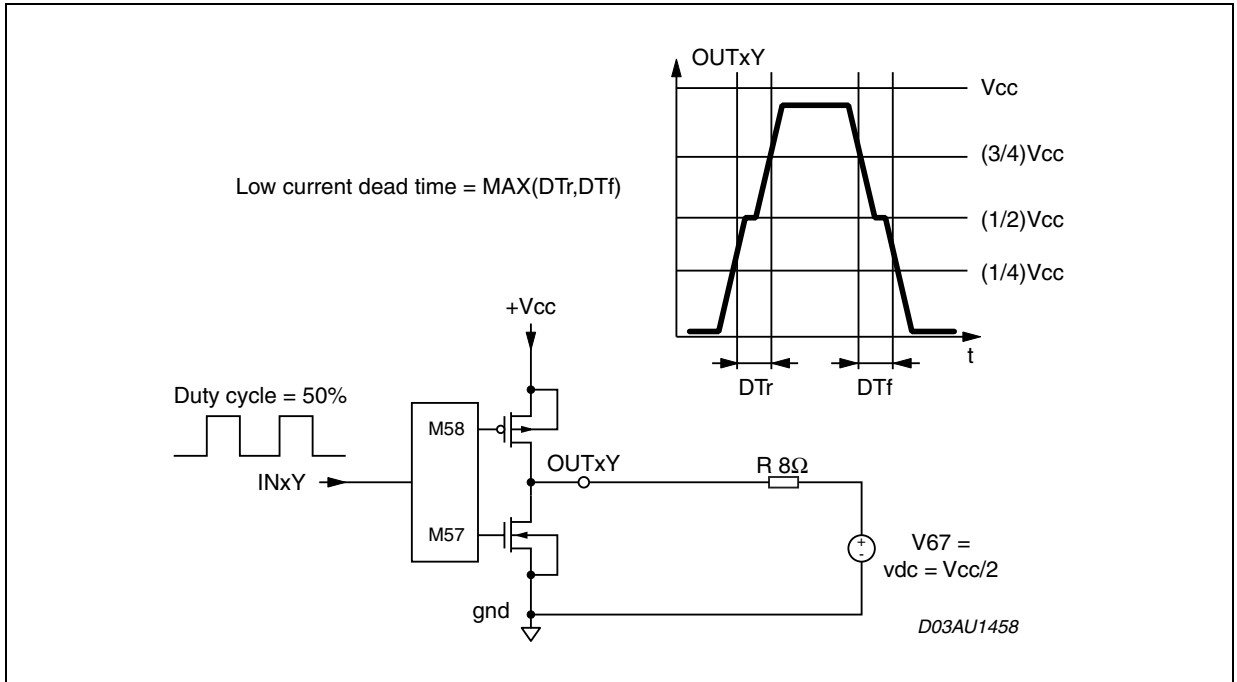 OUTxY
Vcc
(3/4)Vcc
Low current dead time = MAX(DTr,DTf)
(1/2)Vcc
(1/4)Vcc
+Vcc
t
DTr
DTf
Duty cycle = 50%
M58
OUTxY
R 8Ω
INxY
M57
V67 =
vdc = Vcc/2
gnd
D03AU1458